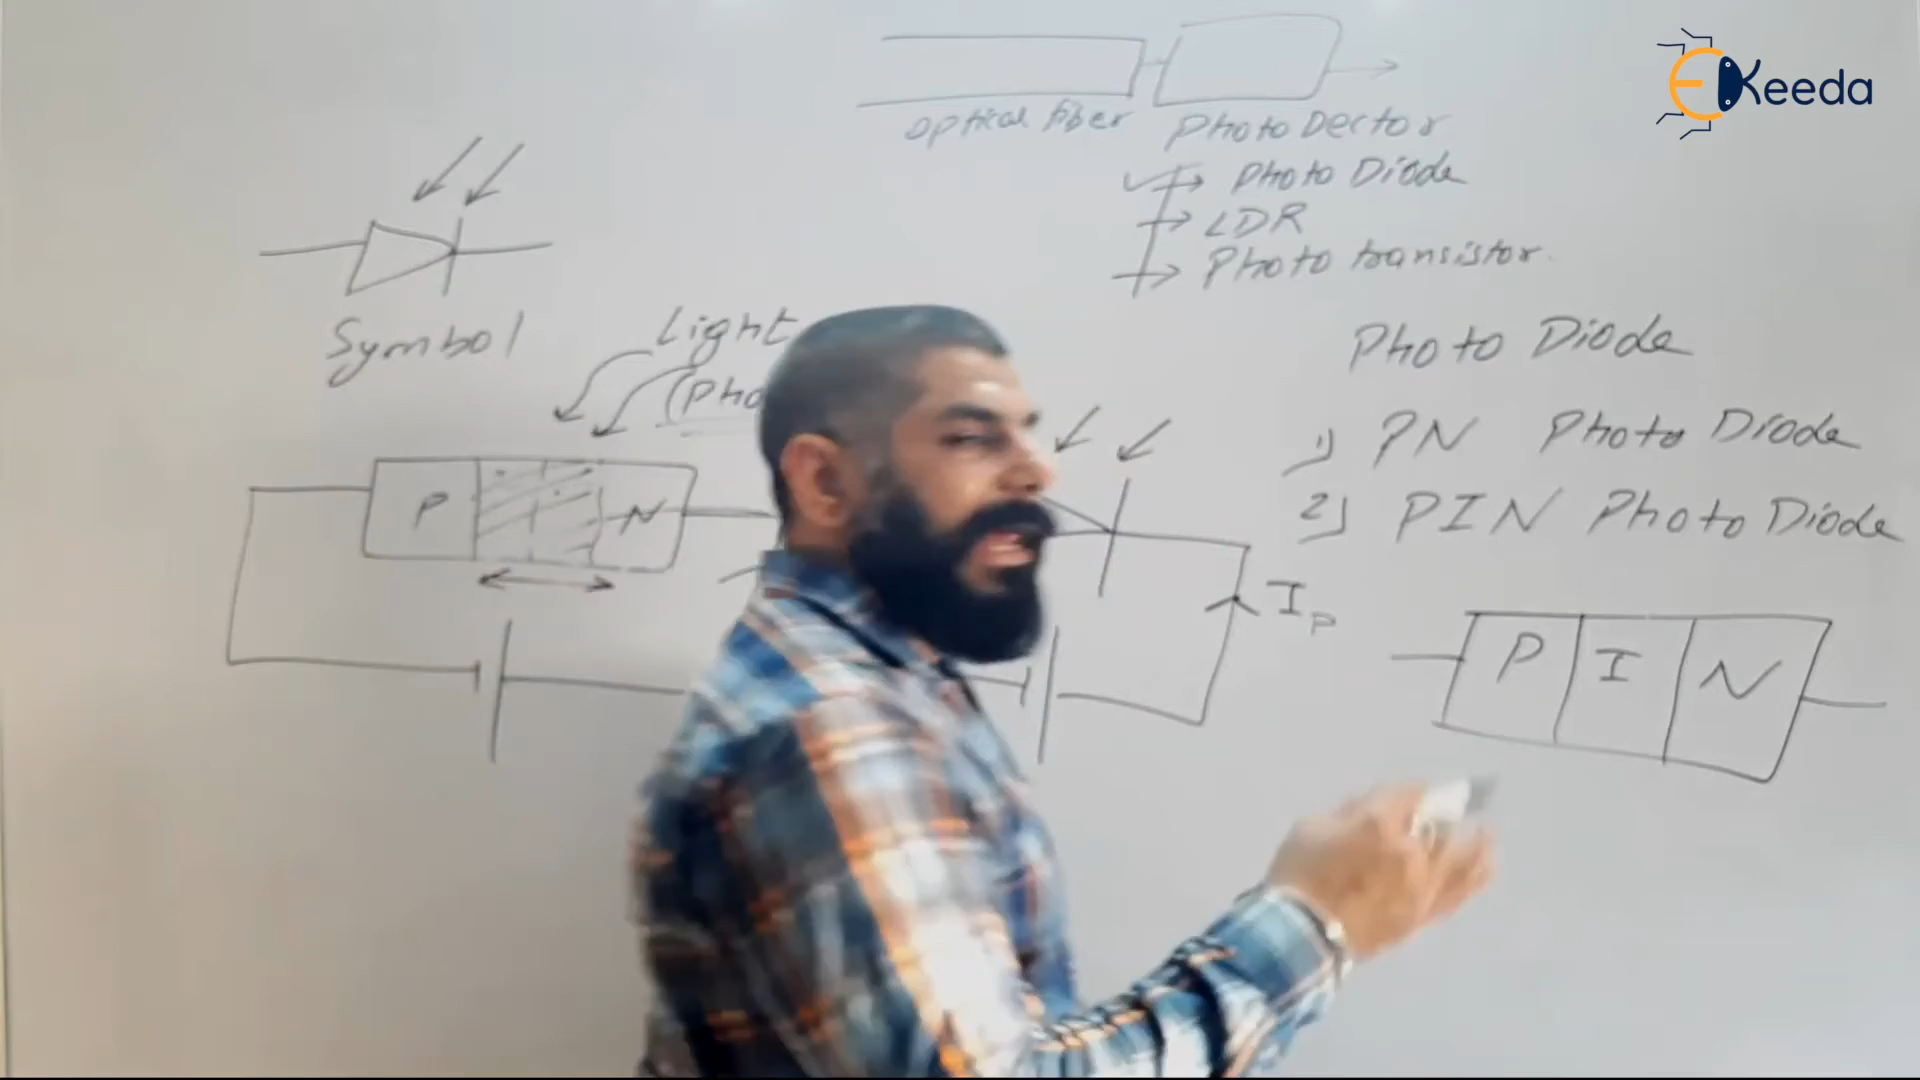 EKeeda
Optical fiber
Photo Dector
Photo Diode
LDR
Photo transistor.
Symbol
Light
(Pho
Photo Diode
1) PN Photo Diode
2) PIN Photo Diode
P N
IP
P I N